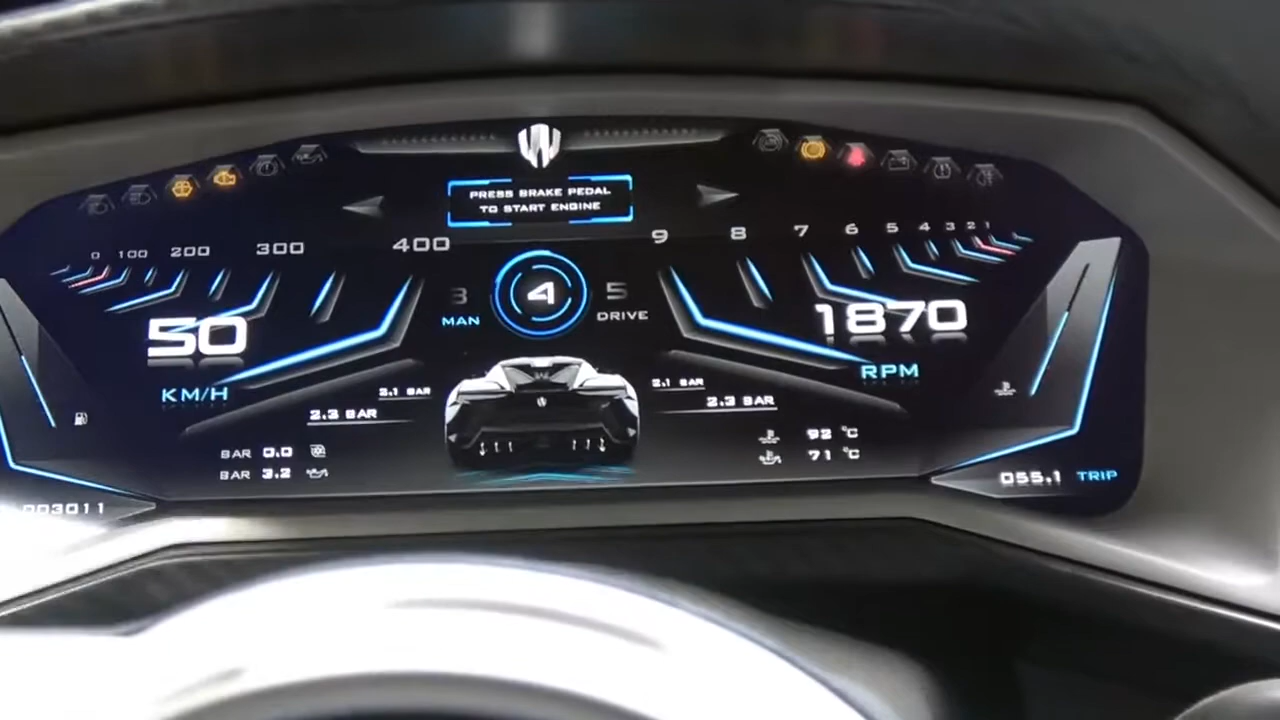 PRESS BRAKE PEDAL
TO START ENGINE
0 100 200 300 400
9 8 7 6 5 4 3 2 1
3 4 5
MAN DRIVE
50
KM/H
1870
RPM
2.1 BAR
2.3 BAR
2.1 BAR
2.3 BAR
BAR 0.0
BAR 3.2
92 °C
71 °C
003011
055.1 TRIP